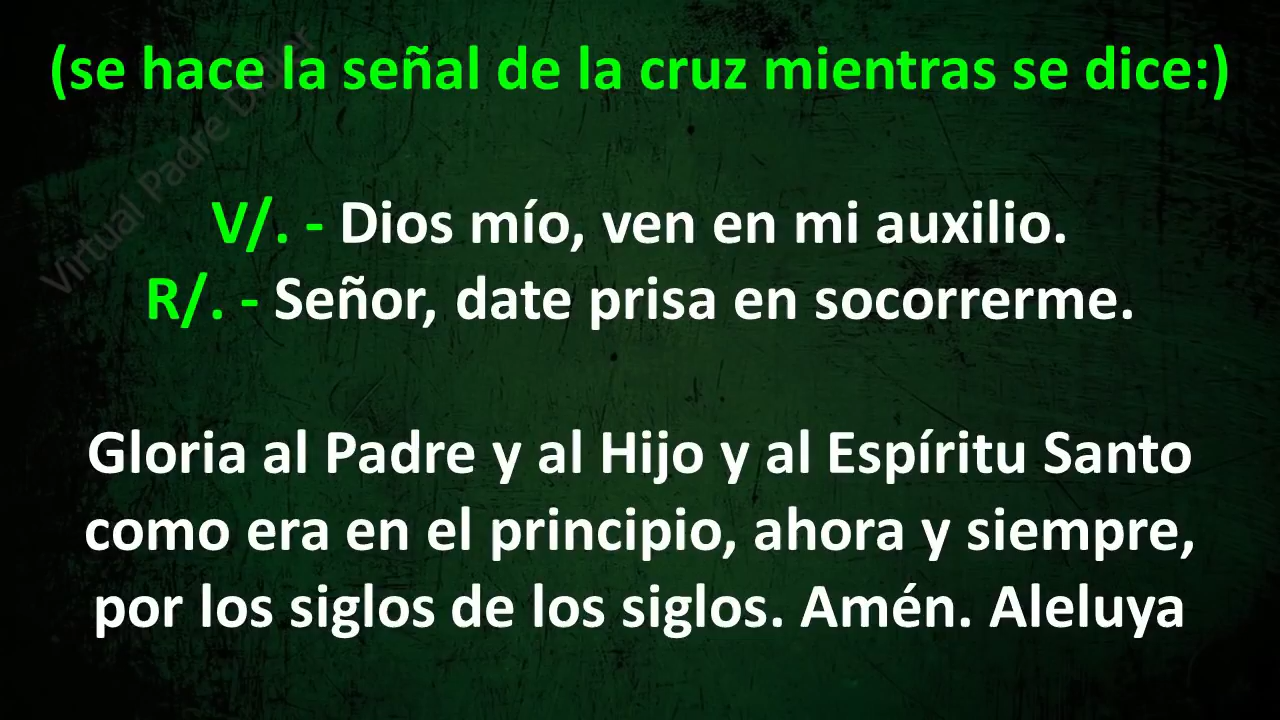 (se hace la señal de la cruz mientras se dice:)
V/. - Dios mío, ven en mi auxilio.
R/. - Señor, date prisa en socorrerme.
Gloria al Padre y al Hijo y al Espíritu Santo
como era en el principio, ahora y siempre,
por los siglos de los siglos. Amén. Aleluya
Virtual Padre